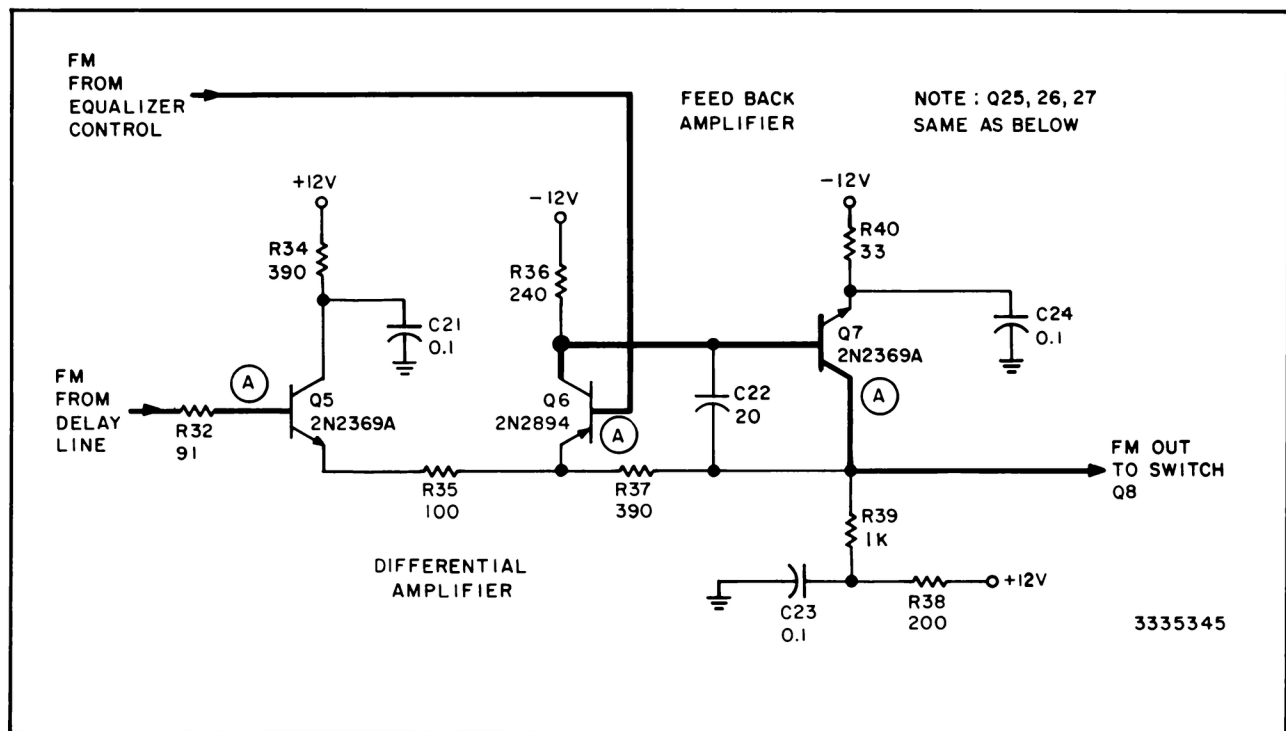 FM
FROM
EQUALIZER
CONTROL
FEED BACK
AMPLIFIER
NOTE : Q25, 26, 27
SAME AS BELOW
+12V
-12V
-12V
R34
390
R36
240
R40
33
C21
0.1
C24
0.1
Q7
2N2369A
FM
FROM
DELAY
LINE
A
R32
91
Q5
2N2369A
Q6
2N2894
A
C22
20
A
R35
100
R37
390
FM OUT
TO SWITCH
Q8
R39
1K
DIFFERENTIAL
AMPLIFIER
C23
0.1
R38
200
+12V
3335345